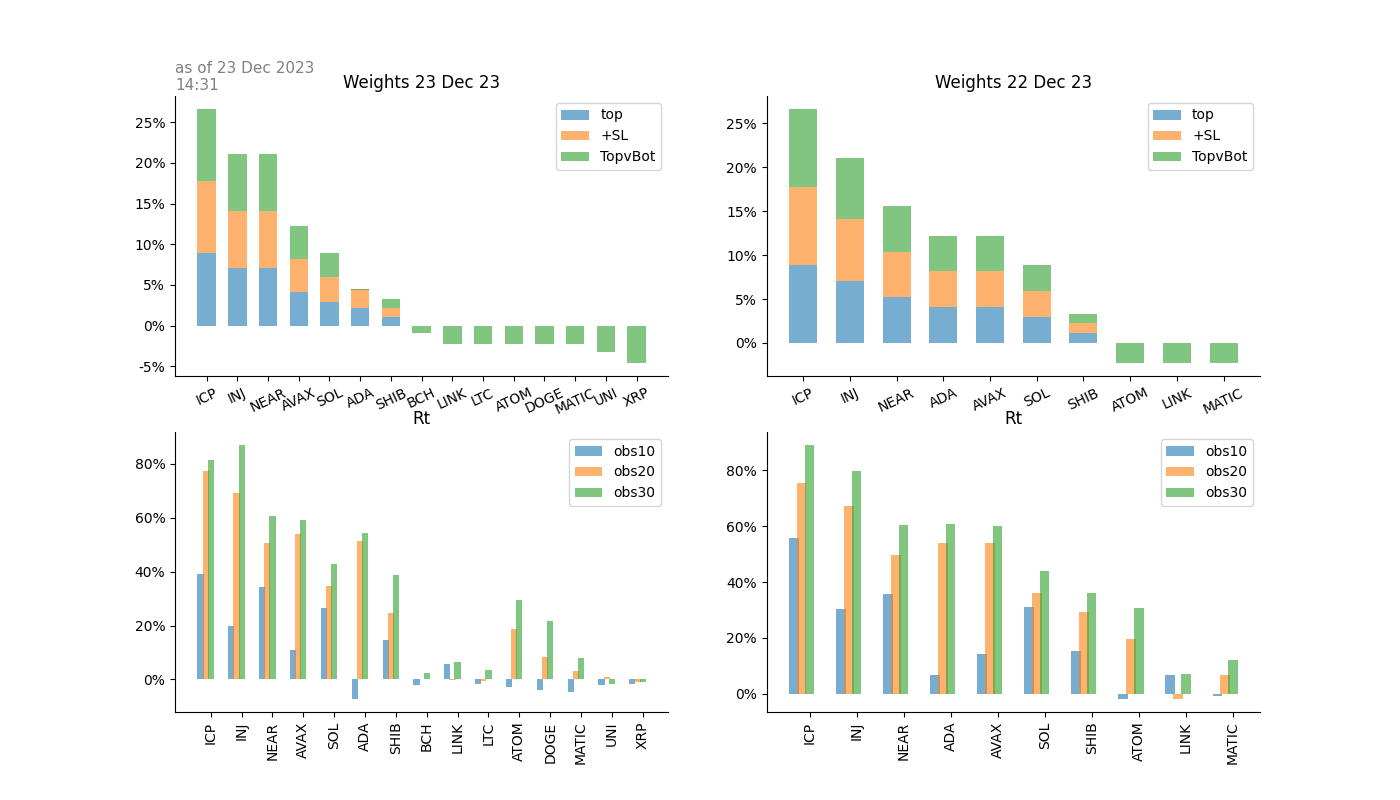 as of 23 Dec 2023
14:31
Weights 23 Dec 23
25%
20%
15%
10%
5%
0%
-5%
top
+SL
TopvBot
ICP INJ NEAR AVAX SOL ADA SHIB BCH LINK LTC ATOM DOGE MATIC UNI XRP
Weights 22 Dec 23
25%
20%
15%
10%
5%
0%
top
+SL
TopvBot
ICP INJ NEAR ADA AVAX SOL SHIB ATOM LINK MATIC
Rt
80%
60%
40%
20%
0%
obs10
obs20
obs30
ICP INJ NEAR AVAX SOL ADA SHIB BCH LINK LTC ATOM DOGE MATIC UNI XRP
Rt
80%
60%
40%
20%
0%
obs10
obs20
obs30
ICP INJ NEAR ADA AVAX SOL SHIB ATOM LINK MATIC